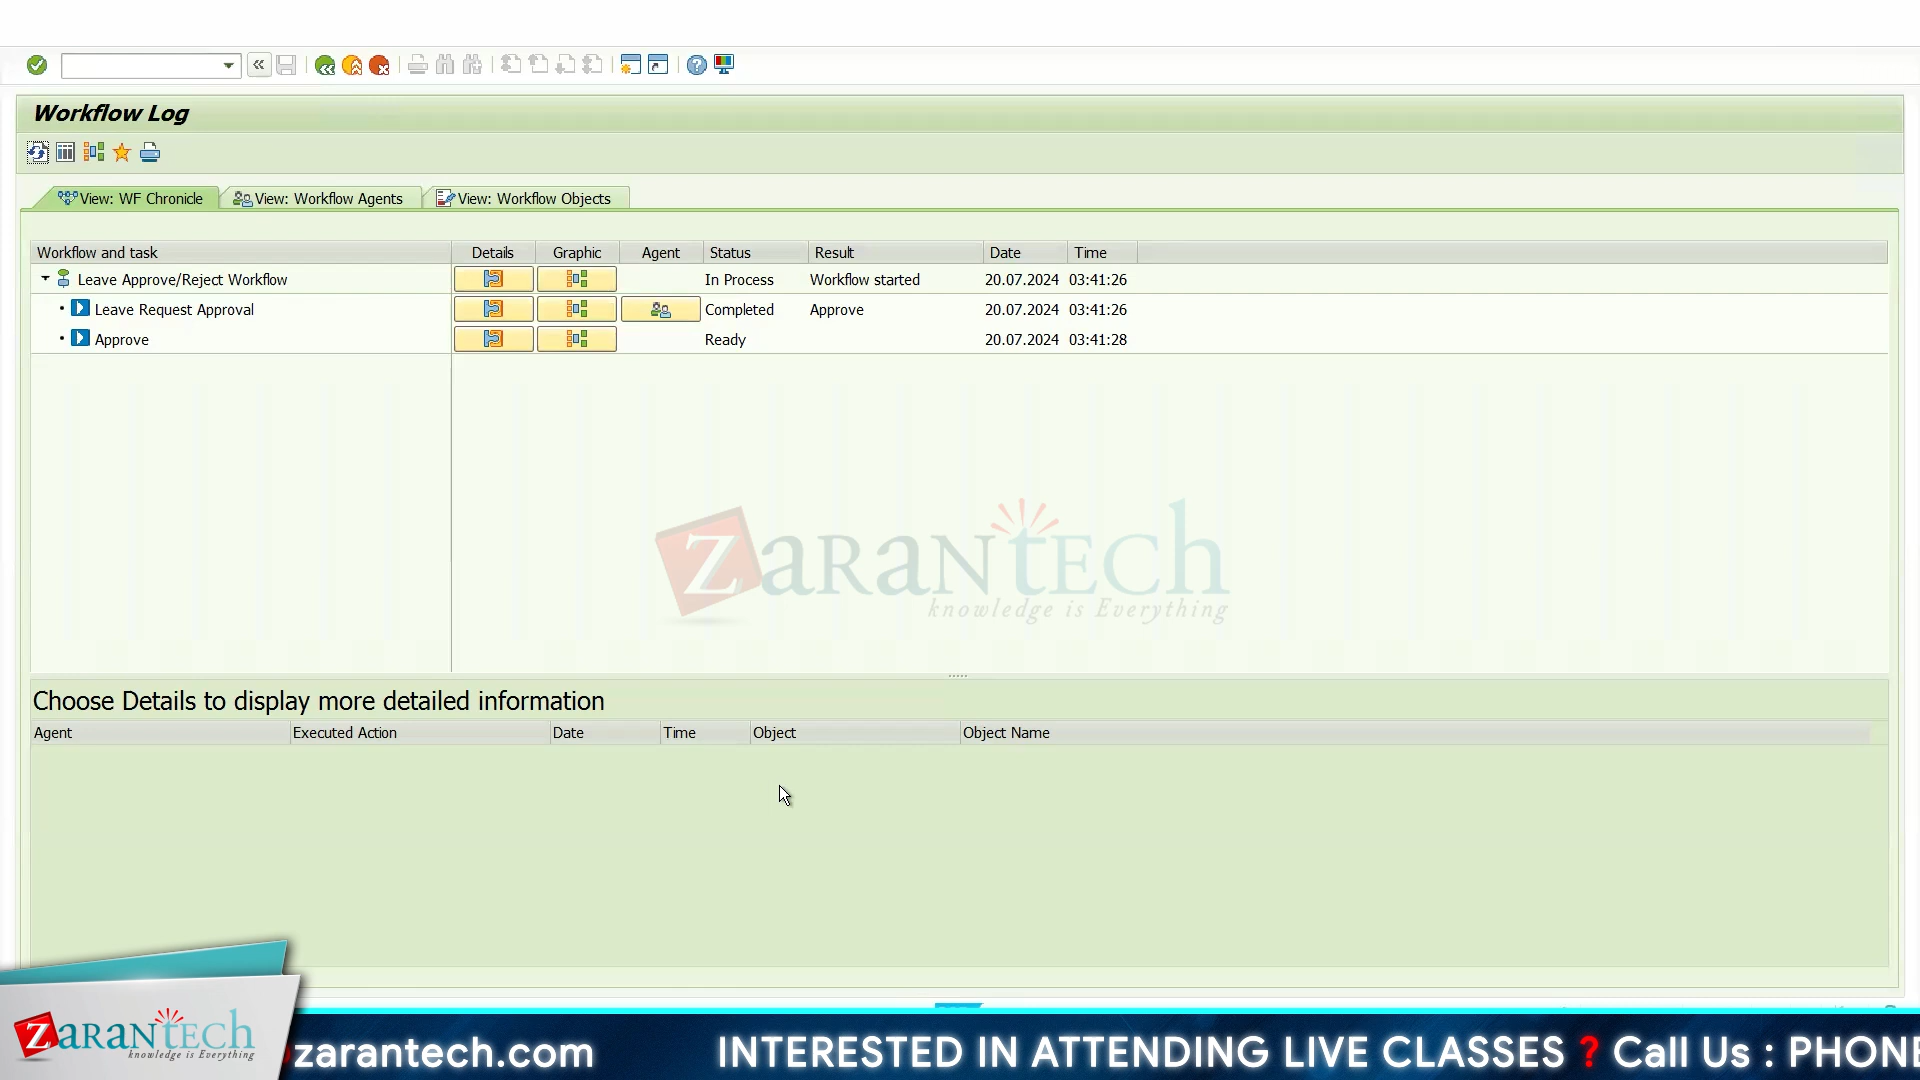 Workflow Log
View: WF Chronicle View: Workflow Agents View: Workflow Objects
Workflow and task Details Graphic Agent Status Result Date Time
Leave Approve/Reject Workflow In Process Workflow started 20.07.2024 03:41:26
Leave Request Approval Completed Approve 20.07.2024 03:41:26
Approve Ready 20.07.2024 03:41:28
ZARANTECH
knowledge is Everything
Choose Details to display more detailed information
Agent Executed Action Date Time Object Object Name
ZARANTECH
knowledge is Everything
zarantech.com INTERESTED IN ATTENDING LIVE CLASSES ? Call Us : PHON